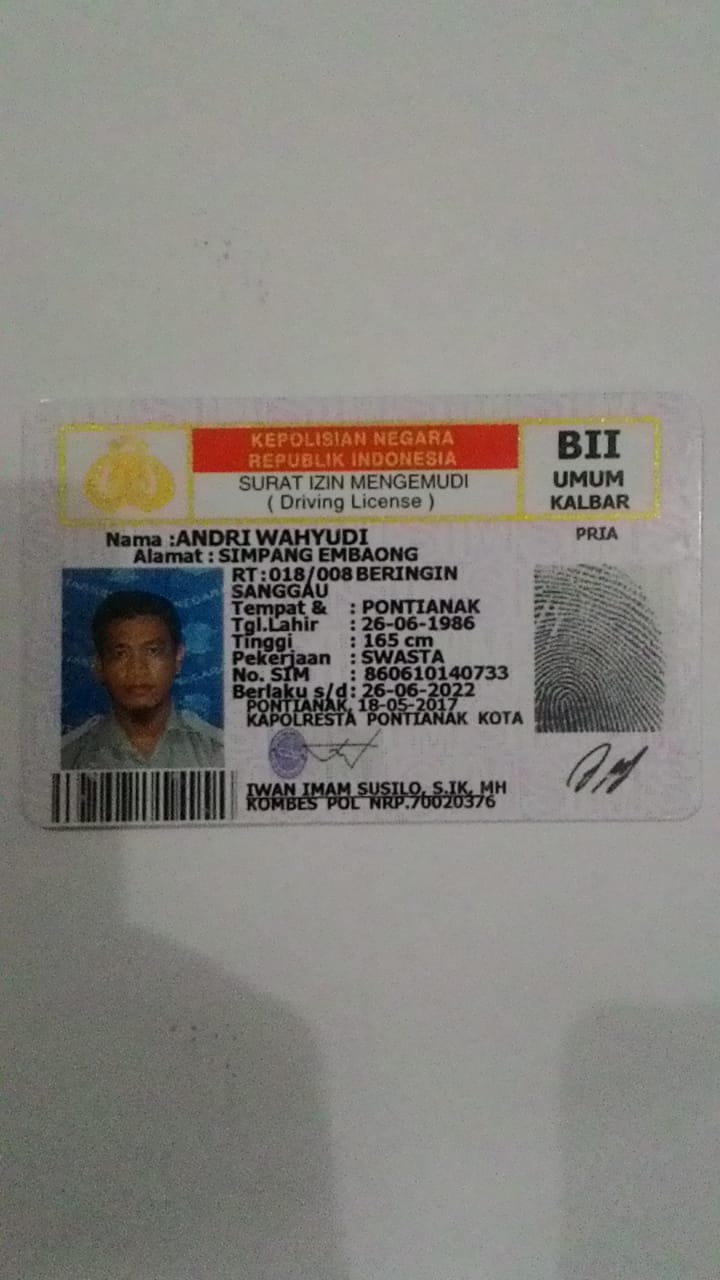 KEPOLISIAN NEGARA
REPUBLIK INDONESIA
SURAT IZIN MENGEMUDI
( Driving License )
BII
UMUM
KALBAR
PRIA
Nama :ANDRI WAHYUDI
Alamat : SIMPANG EMBAONG
RT:018/008 BERINGIN
SANGGAU
Tempat & : PONTIANAK
Tgl.Lahir : 26-06-1986
Tinggi : 165 cm
Pekerjaan : SWASTA
No. SIM : 860610140733
Berlaku s/d : 26-06-2022
PONTIANAK, 18-05-2017
KAPOLRESTA PONTIANAK KOTA
IWAN IMAM SUSILO, S.IK, MH
KOMBES POL NRP.70020376